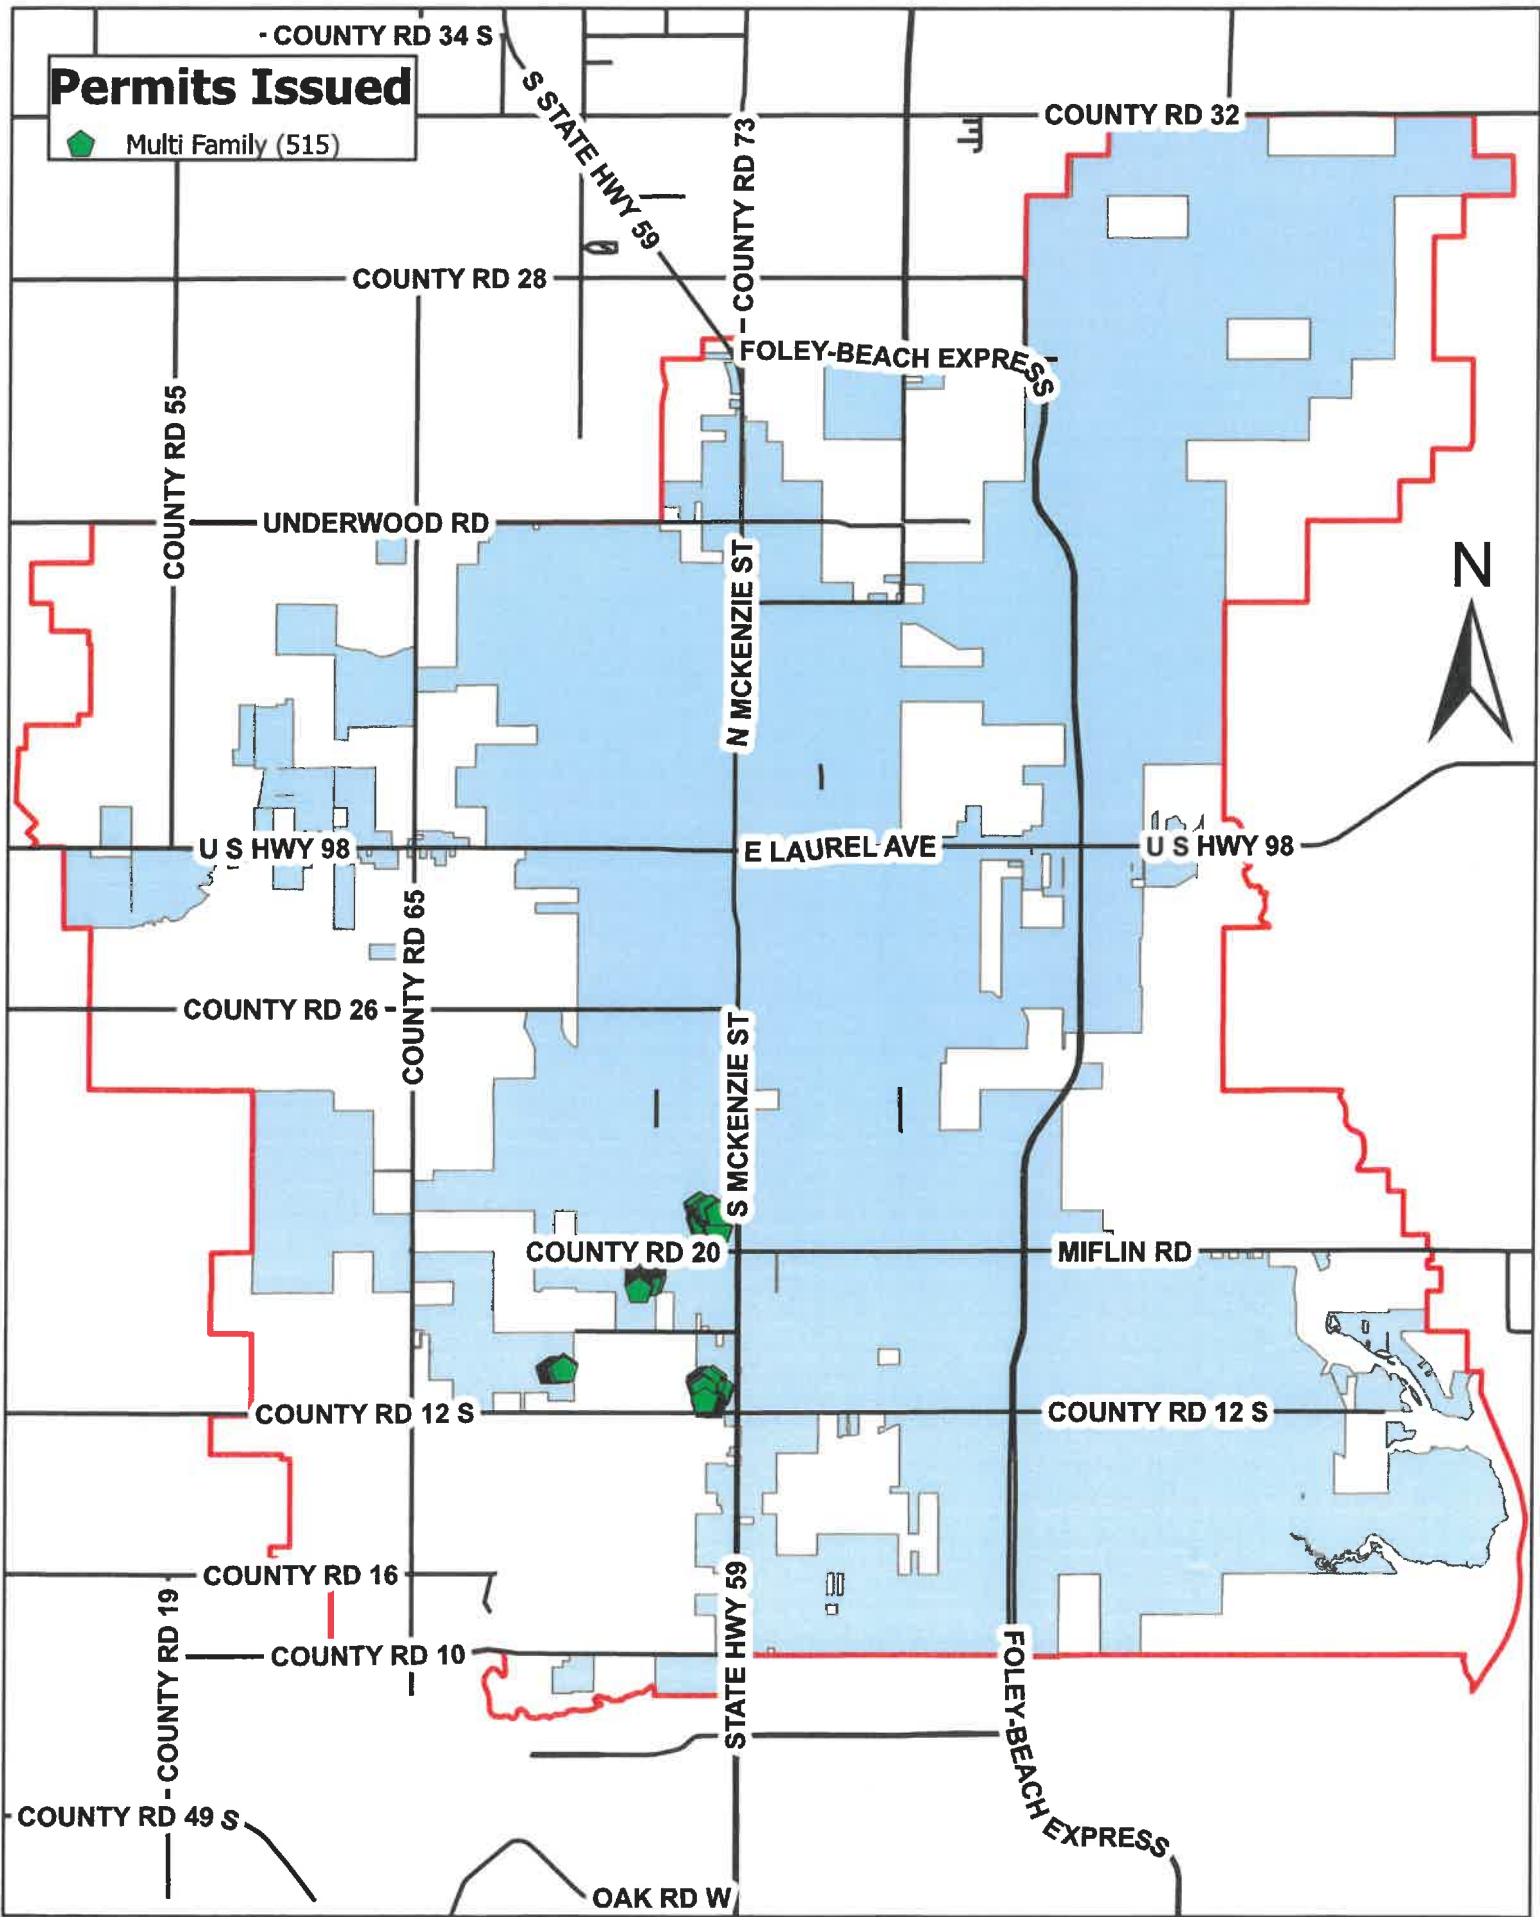 COUNTY RD 34 S
Permits Issued
Multi Family (515)
S STATE HWY 59
COUNTY RD 73
COUNTY RD 32
COUNTY RD 28
FOLEY-BEACH EXPRESS
COUNTY RD 55
UNDERWOOD RD
N
N MCKENZIE ST
U S HWY 98
E LAUREL AVE
U S HWY 98
COUNTY RD 65
COUNTY RD 26
S MCKENZIE ST
COUNTY RD 20
MIFLIN RD
COUNTY RD 12 S
COUNTY RD 12 S
COUNTY RD 16
COUNTY RD 19
COUNTY RD 10
STATE HWY 59
FOLEY-BEACH EXPRESS
COUNTY RD 49 S
OAK RD W